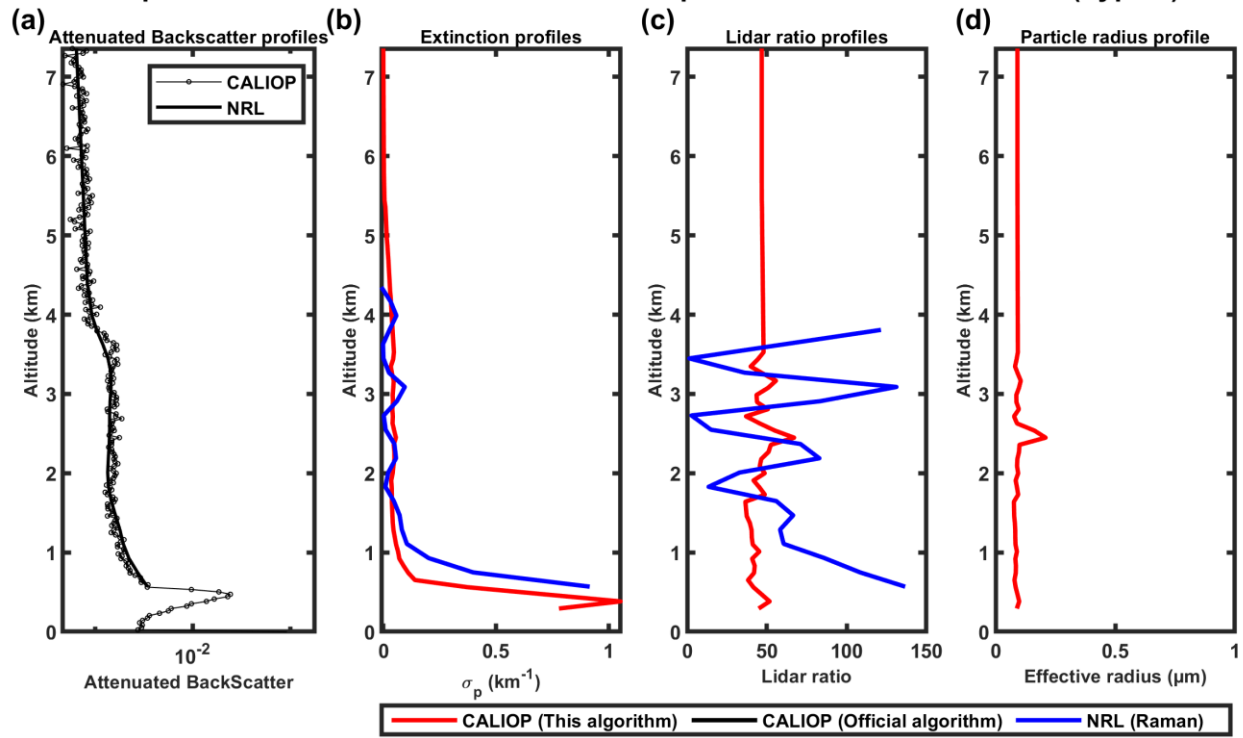 (a)
Attenuated Backscatter profiles
CALIOP
NRL
7
6
5
4
3
2
1
0
Altitude (km)
10-2
Attenuated BackScatter
(b)
Extinction profiles
7
6
5
4
3
2
1
0
Altitude (km)
0
0.5
1
σp (km-1)
(c)
Lidar ratio profiles
7
6
5
4
3
2
1
0
Altitude (km)
0
50
100
150
Lidar ratio
(d)
Particle radius profile
7
6
5
4
3
2
1
0
Altitude (km)
0
0.5
1
Effective radius (μm)
CALIOP (This algorithm)
CALIOP (Official algorithm)
NRL (Raman)